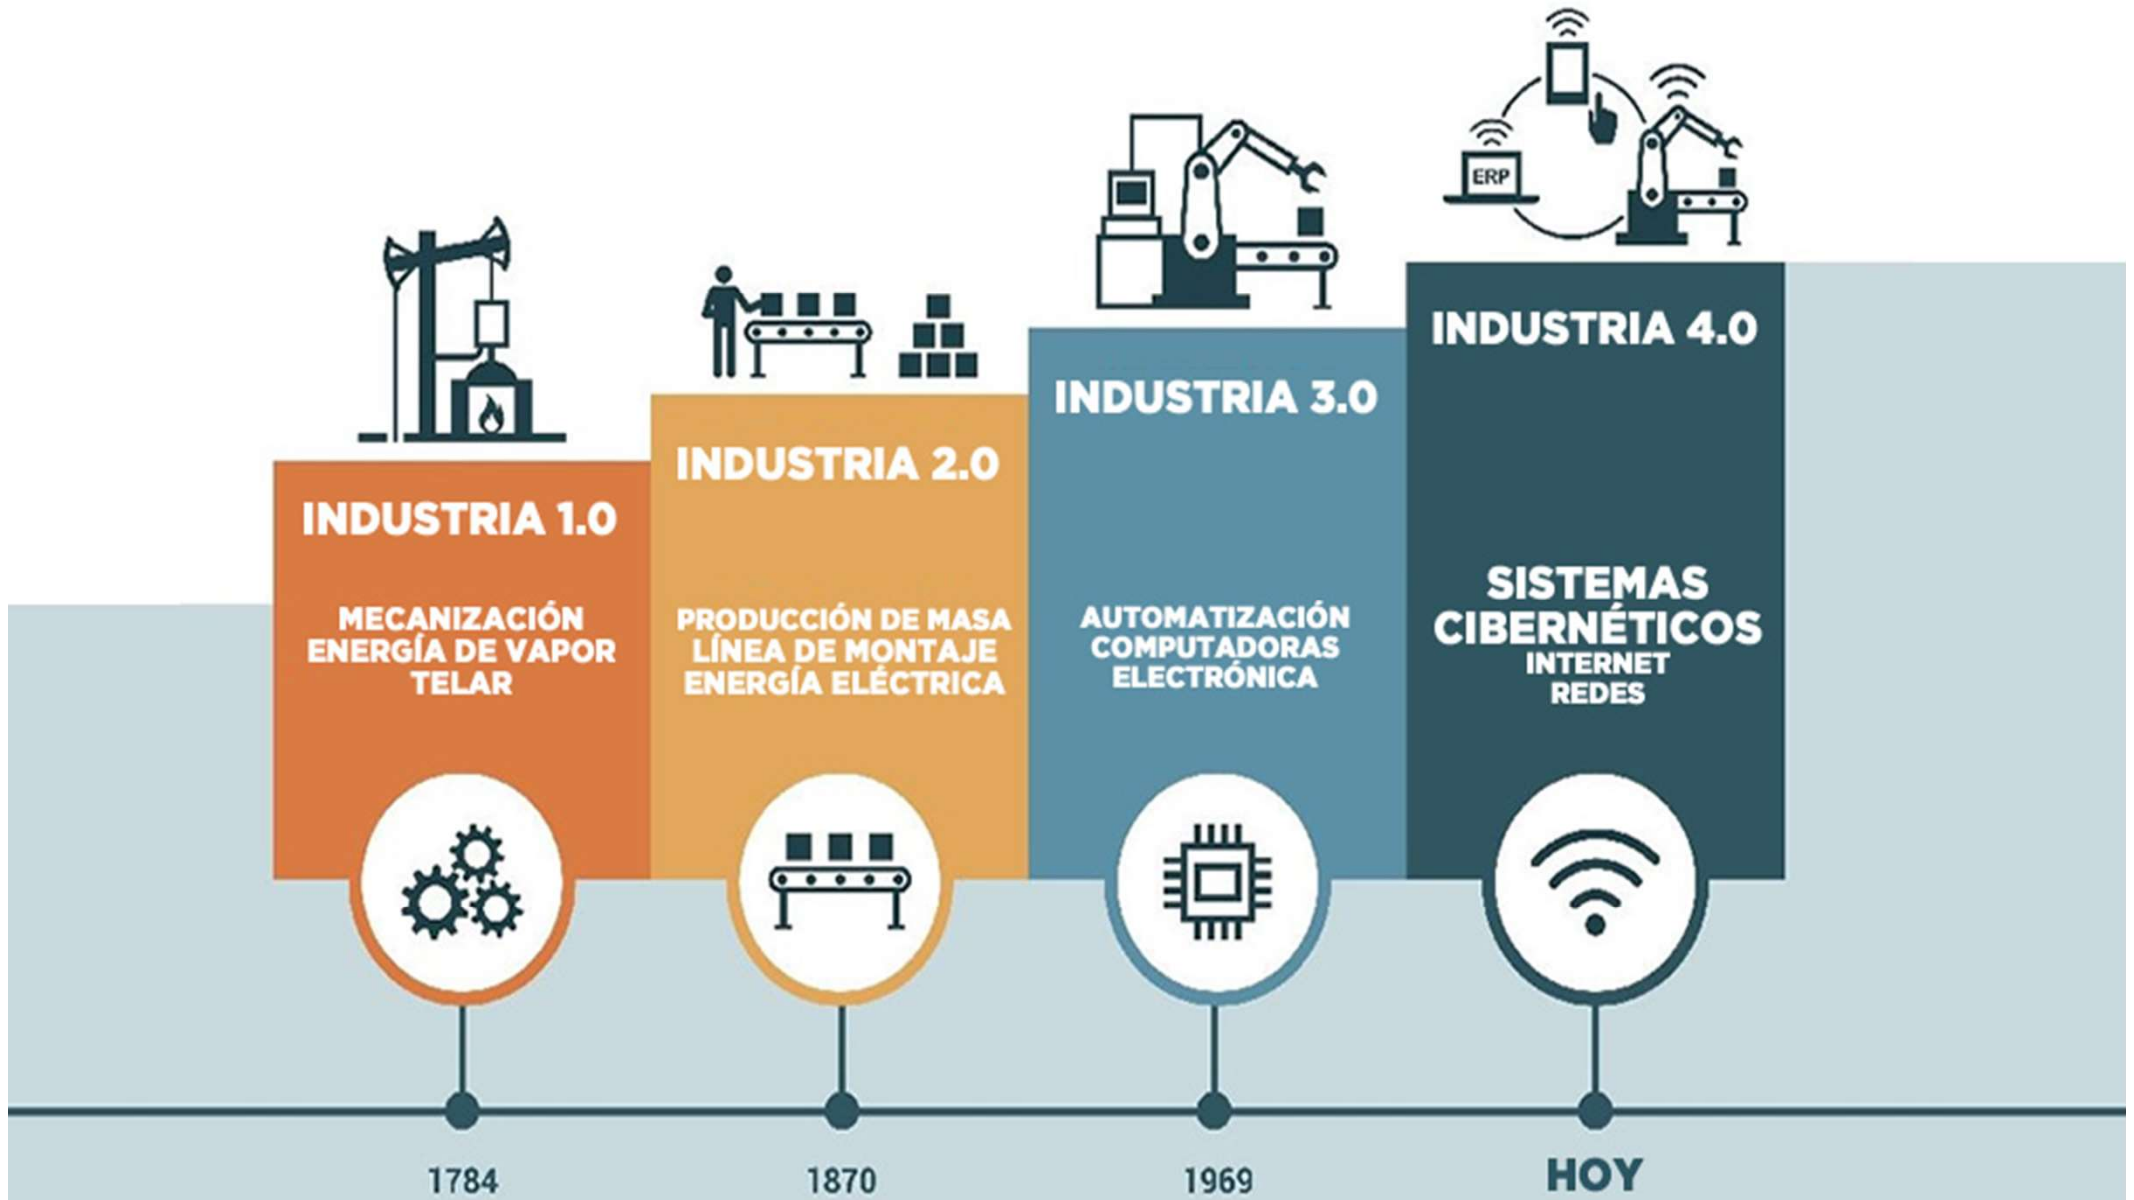 ERP
INDUSTRIA 1.0
MECANIZACIÓN
ENERGÍA DE VAPOR
TELAR
1784
INDUSTRIA 2.0
PRODUCCIÓN DE MASA
LÍNEA DE MONTAJE
ENERGÍA ELÉCTRICA
1870
INDUSTRIA 3.0
AUTOMATIZACIÓN
COMPUTADORAS
ELECTRÓNICA
1969
INDUSTRIA 4.0
SISTEMAS
CIBERNÉTICOS
INTERNET
REDES
HOY